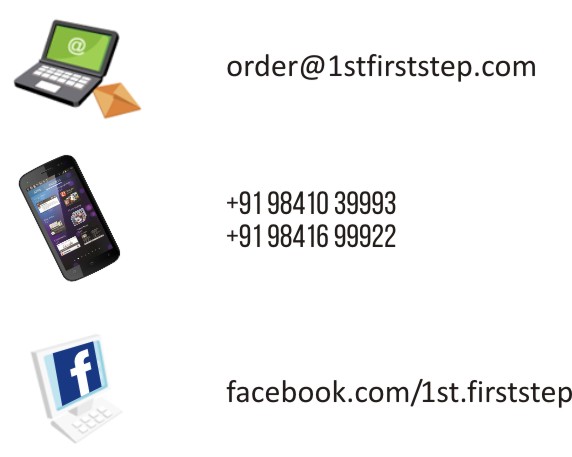 @
order@1stfirststep.com
+91 98410 39993
+91 98416 99922
f
facebook.com/1st.firststep